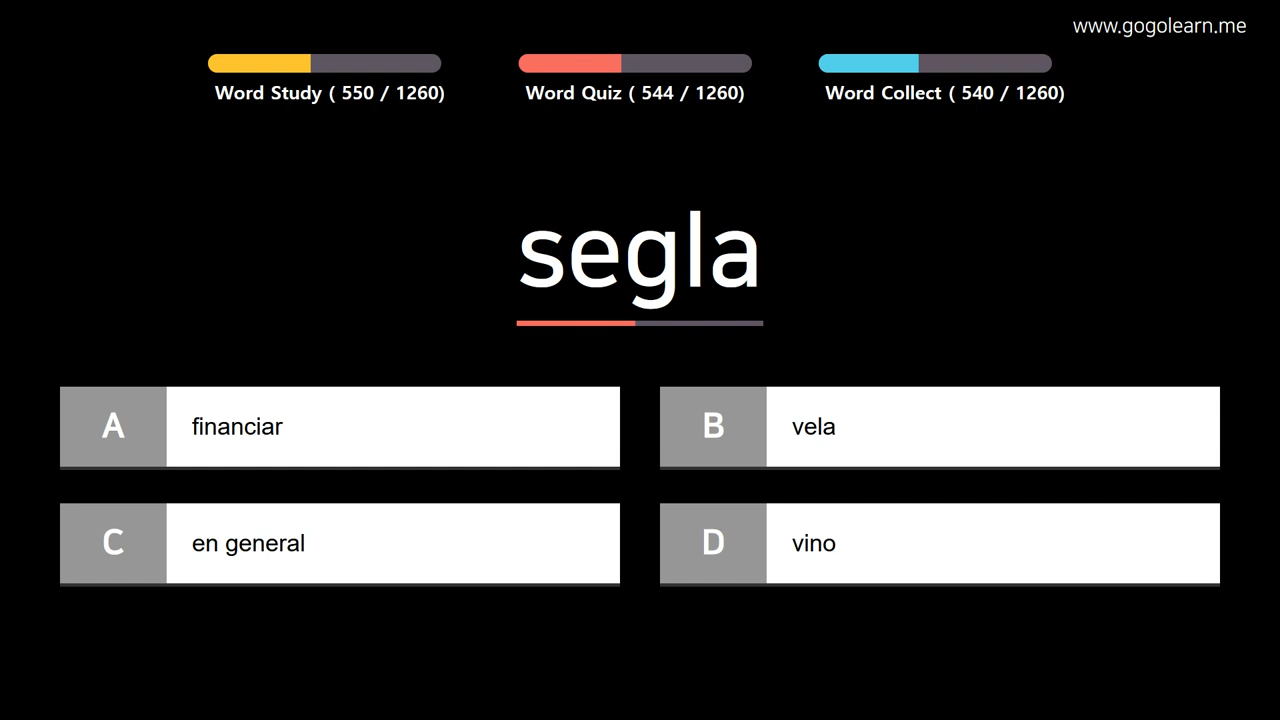 www.gogolearn.me
Word Study ( 550 / 1260)
Word Quiz ( 544 / 1260)
Word Collect ( 540 / 1260)
segla
A
financiar
B
vela
C
en general
D
vino